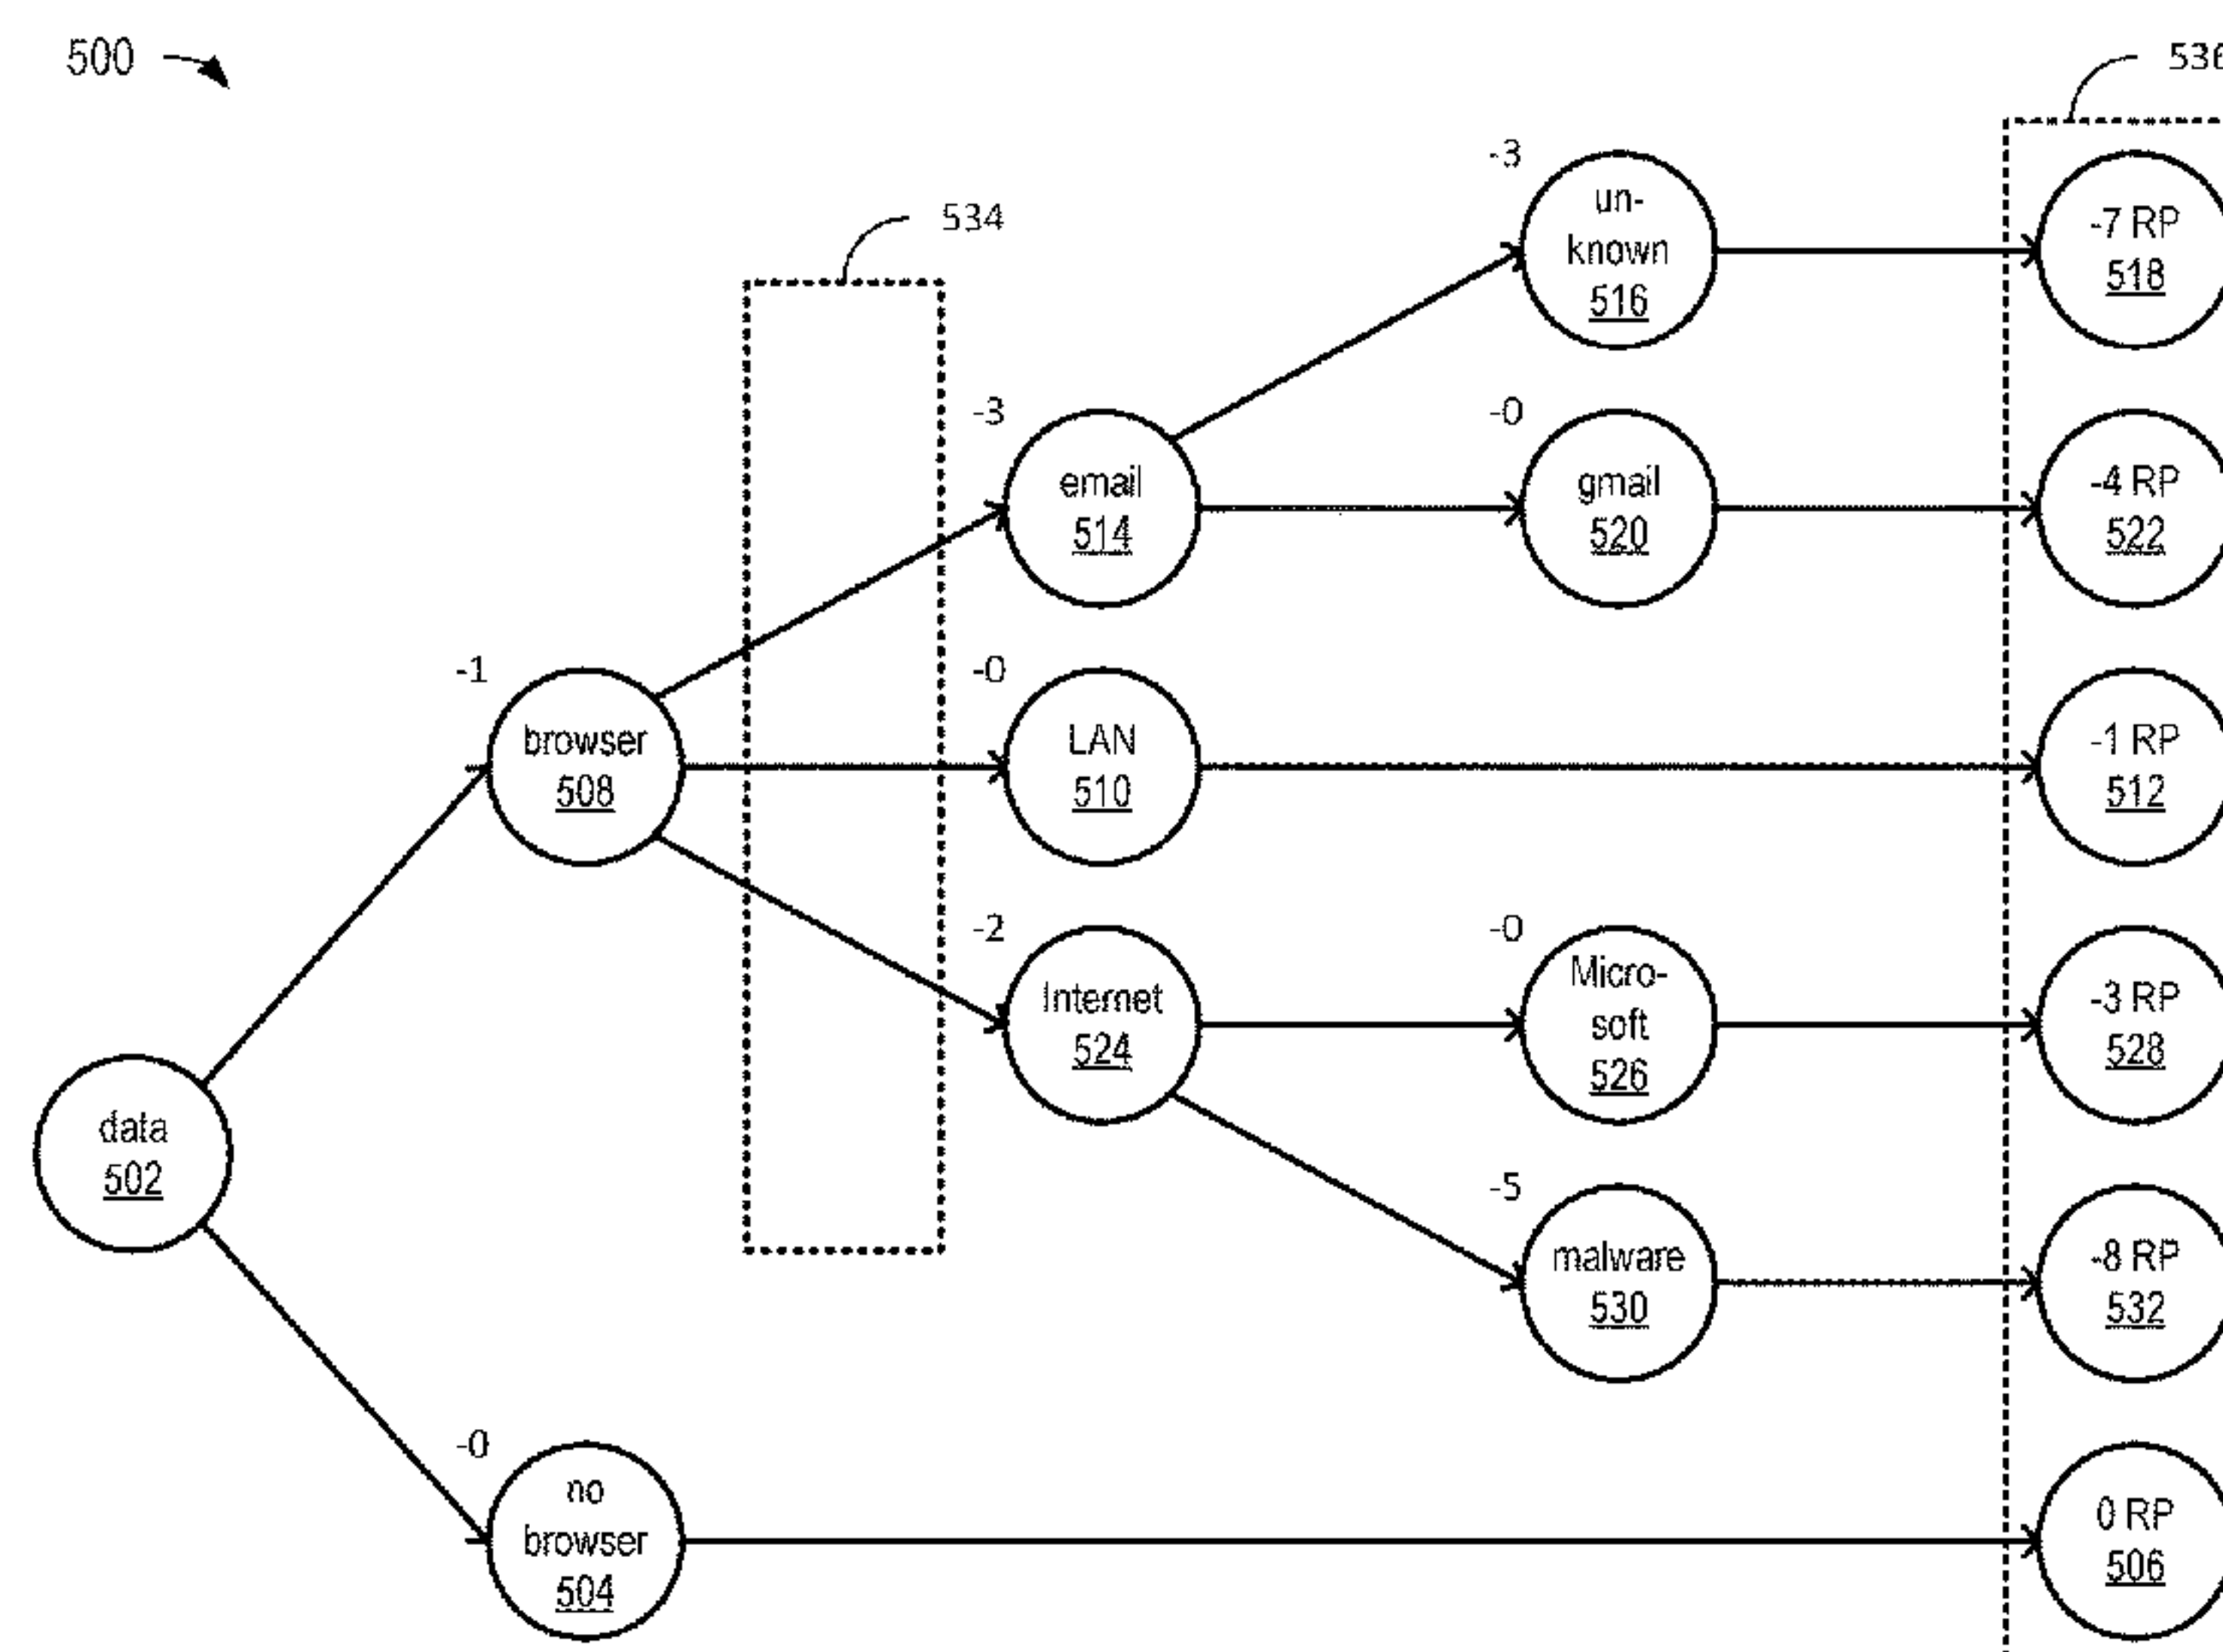 500
536
534
-3
un-
known
516
-7 RP
518
-3
email
514
-0
gmail
520
-4 RP
522
-1
browser
508
-0
LAN
510
-1 RP
512
-2
Internet
524
-0
Micro-
soft
526
-3 RP
528
data
502
-5
malware
530
-8 RP
532
-0
no
browser
504
0 RP
506